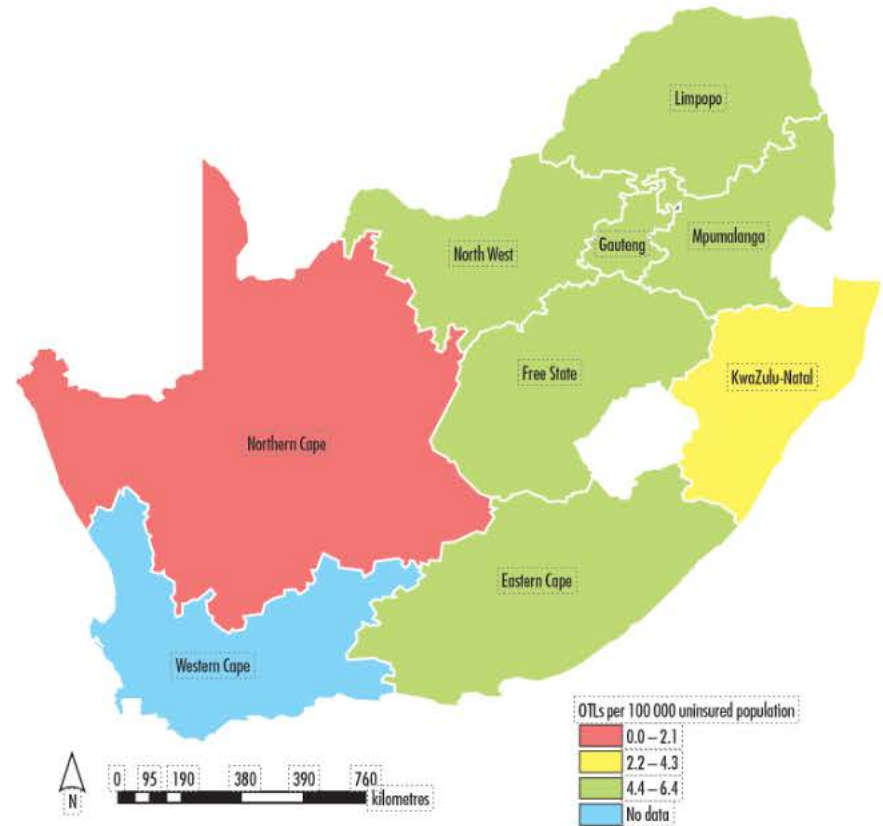 Limpopo
North West
Gauteng
Mpumalanga
Free State
KwaZulu-Natal
Northern Cape
Eastern Cape
Western Cape
OTLs per 100 000 uninsured population
0.0 – 2.1
2.2 – 4.3
4.4 – 6.4
No data
N
0 95 190 380 390 760
kilometres